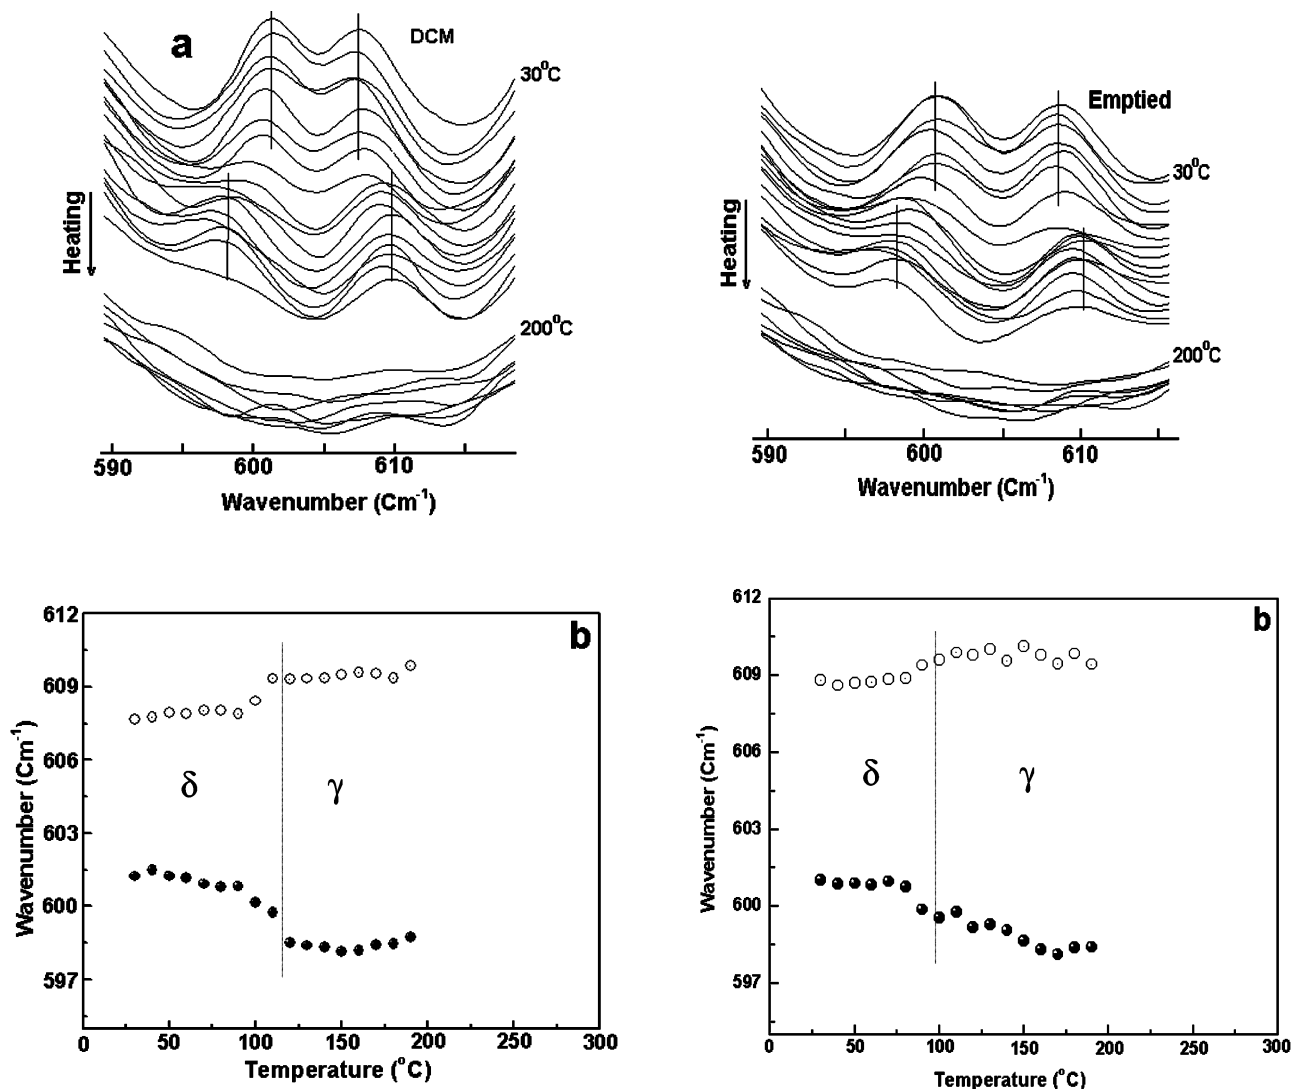 a
DCM
30°C
Heating
200°C
590 600 610
Wavenumber (Cm⁻¹)
Emptied
30°C
Heating
200°C
590 600 610
Wavenumber (Cm⁻¹)
b
612
609
606
603
600
597
Wavenumber (Cm⁻¹)
δ γ
0 50 100 150 200 250 300
Temperature (°C)
b
612
609
606
603
600
597
Wavenumber (Cm⁻¹)
δ γ
0 50 100 150 200 250 300
Temperature (°C)